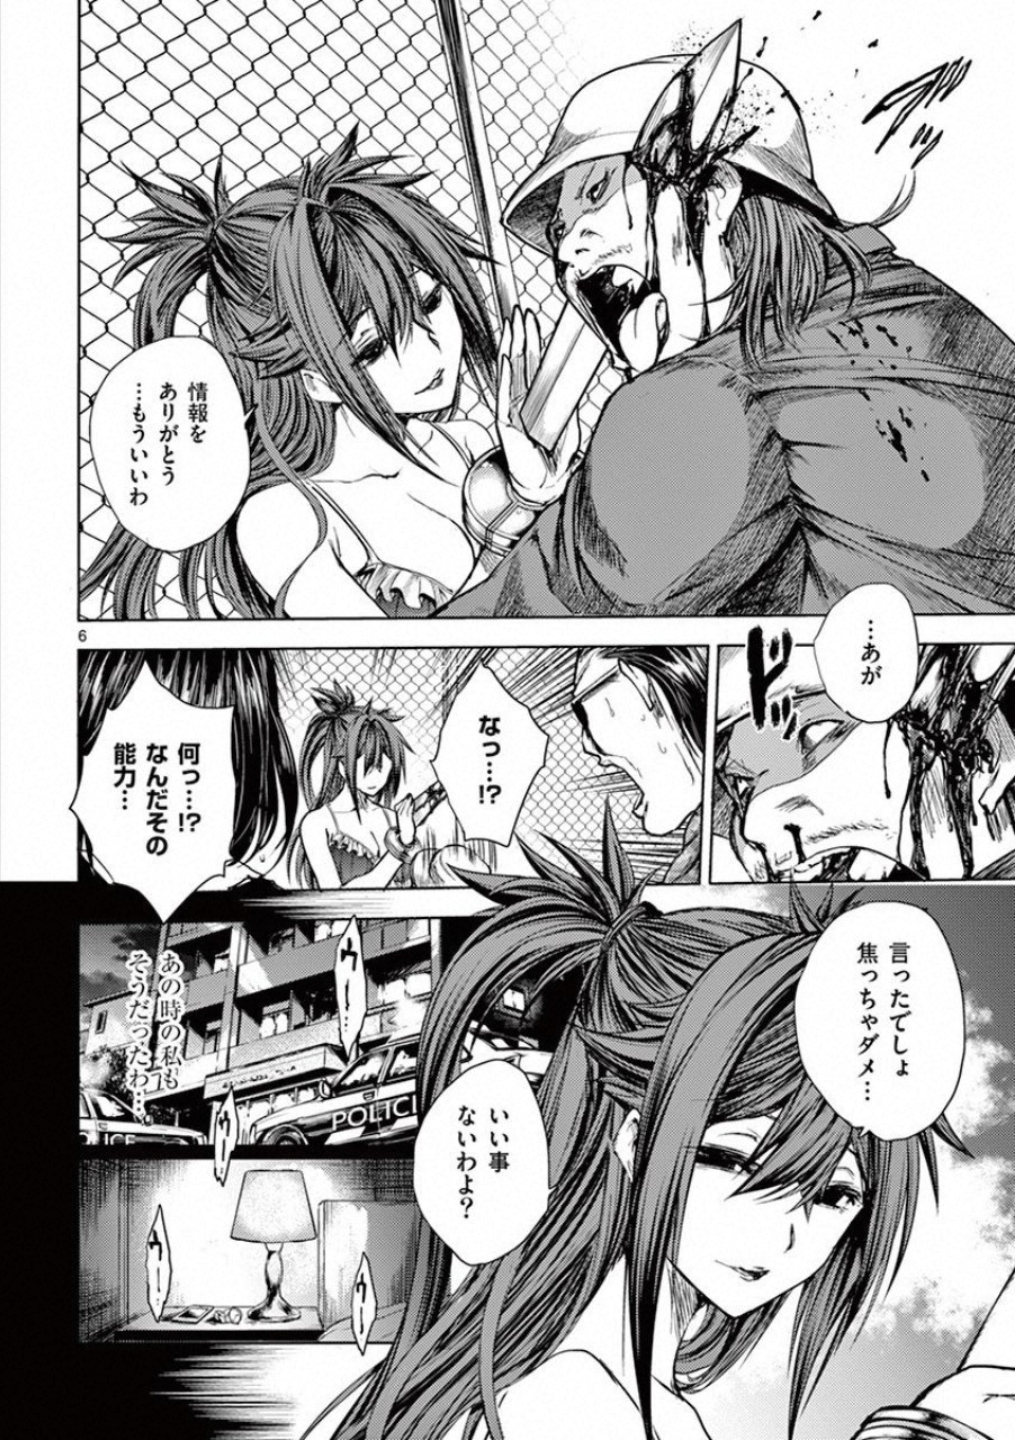 情報を
ありがとう
…もういいわ
…あが
ドッ
なっ…!?
何っ…!?
なんだその
能力…
6
言ったでしょ
焦っちゃダメ…
いい事
ないわよ?
あの時の私も
そうだったわ…
ウー…
ウー…
POLICE
POLICE
ウー…
ウー…